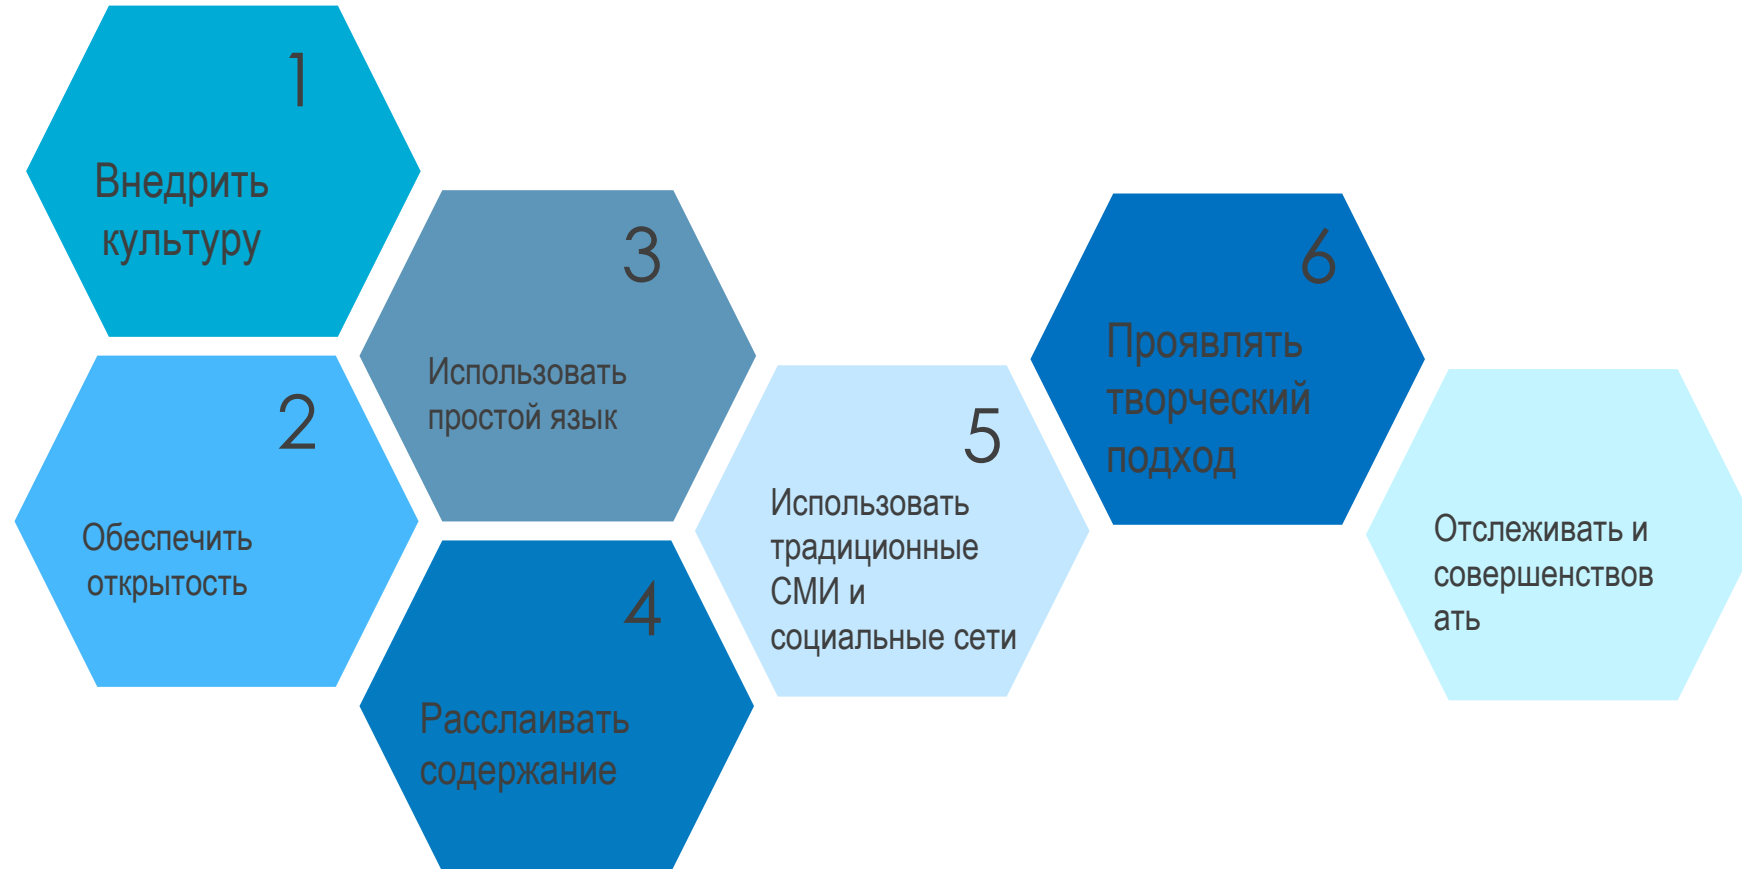 1
Внедрить
культуру
2
Обеспечить
открытость
3
Использовать
простой язык
4
Расслаивать
содержание
5
Использовать
традиционные
СМИ и
социальные сети
6
Проявлять
творческий
подход
Отслеживать и
совершенствов
ать